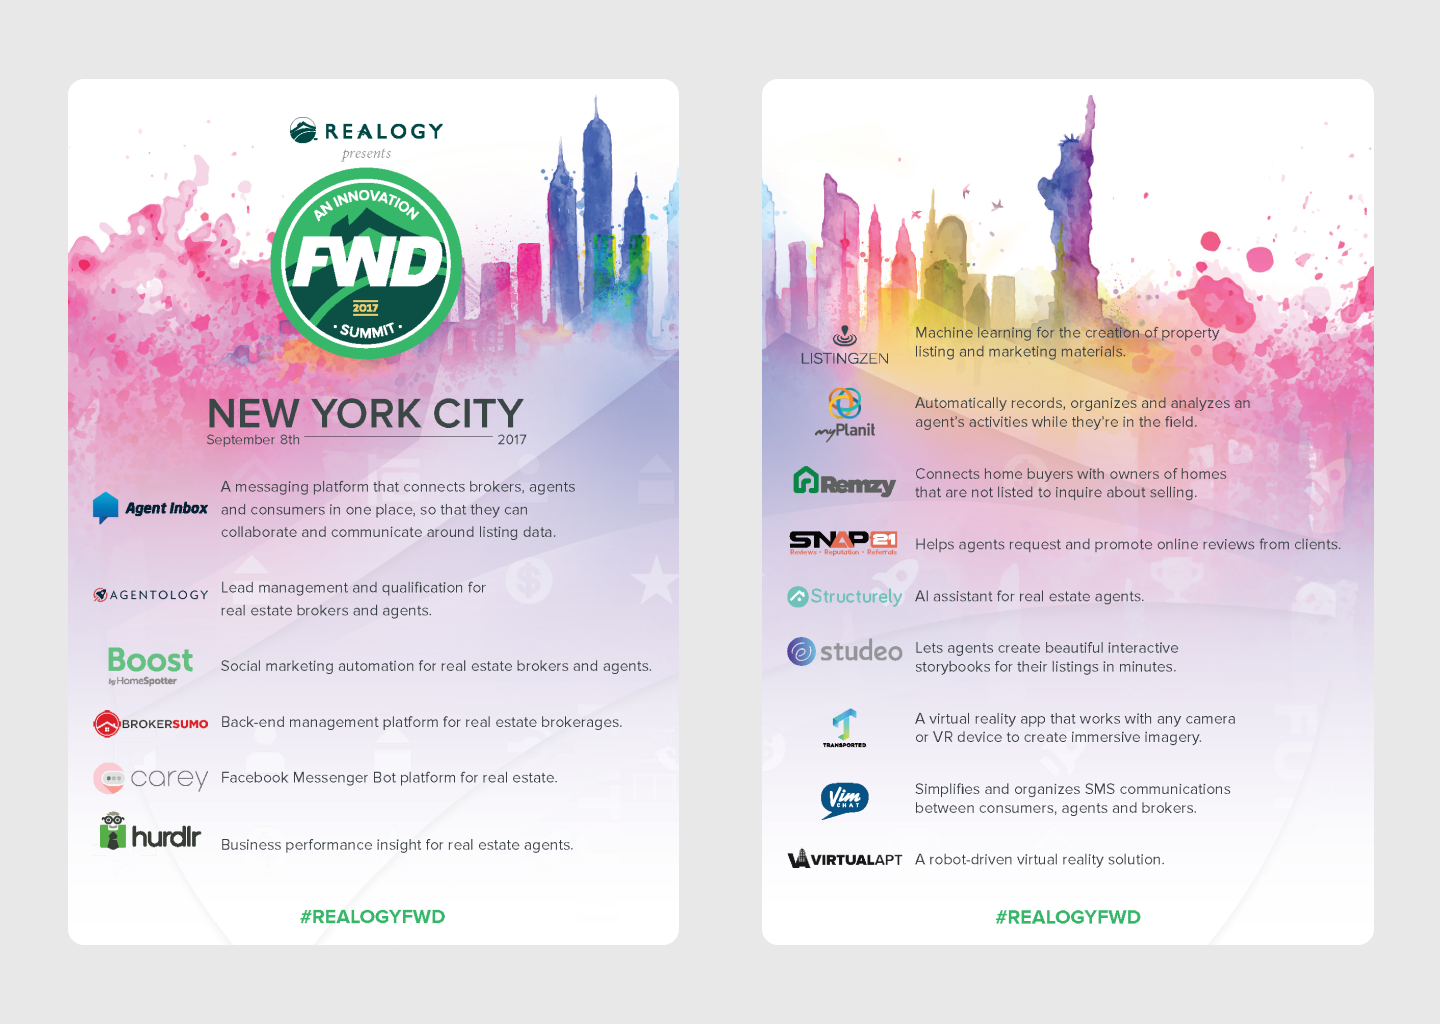 REALOGY
presents
AN INNOVATION
FWD
2017
· SUMMIT ·
NEW YORK CITY
September 8th 2017
Agent Inbox
A messaging platform that connects brokers, agents
and consumers in one place, so that they can
collaborate and communicate around listing data.
AGENTOLOGY
Lead management and qualification for
real estate brokers and agents.
Boost
by HomeSpotter
Social marketing automation for real estate brokers and agents.
BROKERSUMO
Back-end management platform for real estate brokerages.
carey
Facebook Messenger Bot platform for real estate.
hurdlr
Business performance insight for real estate agents.
#REALOGYFWD
LISTINGZEN
Machine learning for the creation of property
listing and marketing materials.
myPlanit
Automatically records, organizes and analyzes an
agent's activities while they're in the field.
Remzy
Connects home buyers with owners of homes
that are not listed to inquire about selling.
SNAP21
Reviews • Reputation • Referrals
Helps agents request and promote online reviews from clients.
Structurely
AI assistant for real estate agents.
studeo
Lets agents create beautiful interactive
storybooks for their listings in minutes.
TRANSPORTED
A virtual reality app that works with any camera
or VR device to create immersive imagery.
Vim
CHAT
Simplifies and organizes SMS communications
between consumers, agents and brokers.
VIRTUALAPT
A robot-driven virtual reality solution.
#REALOGYFWD